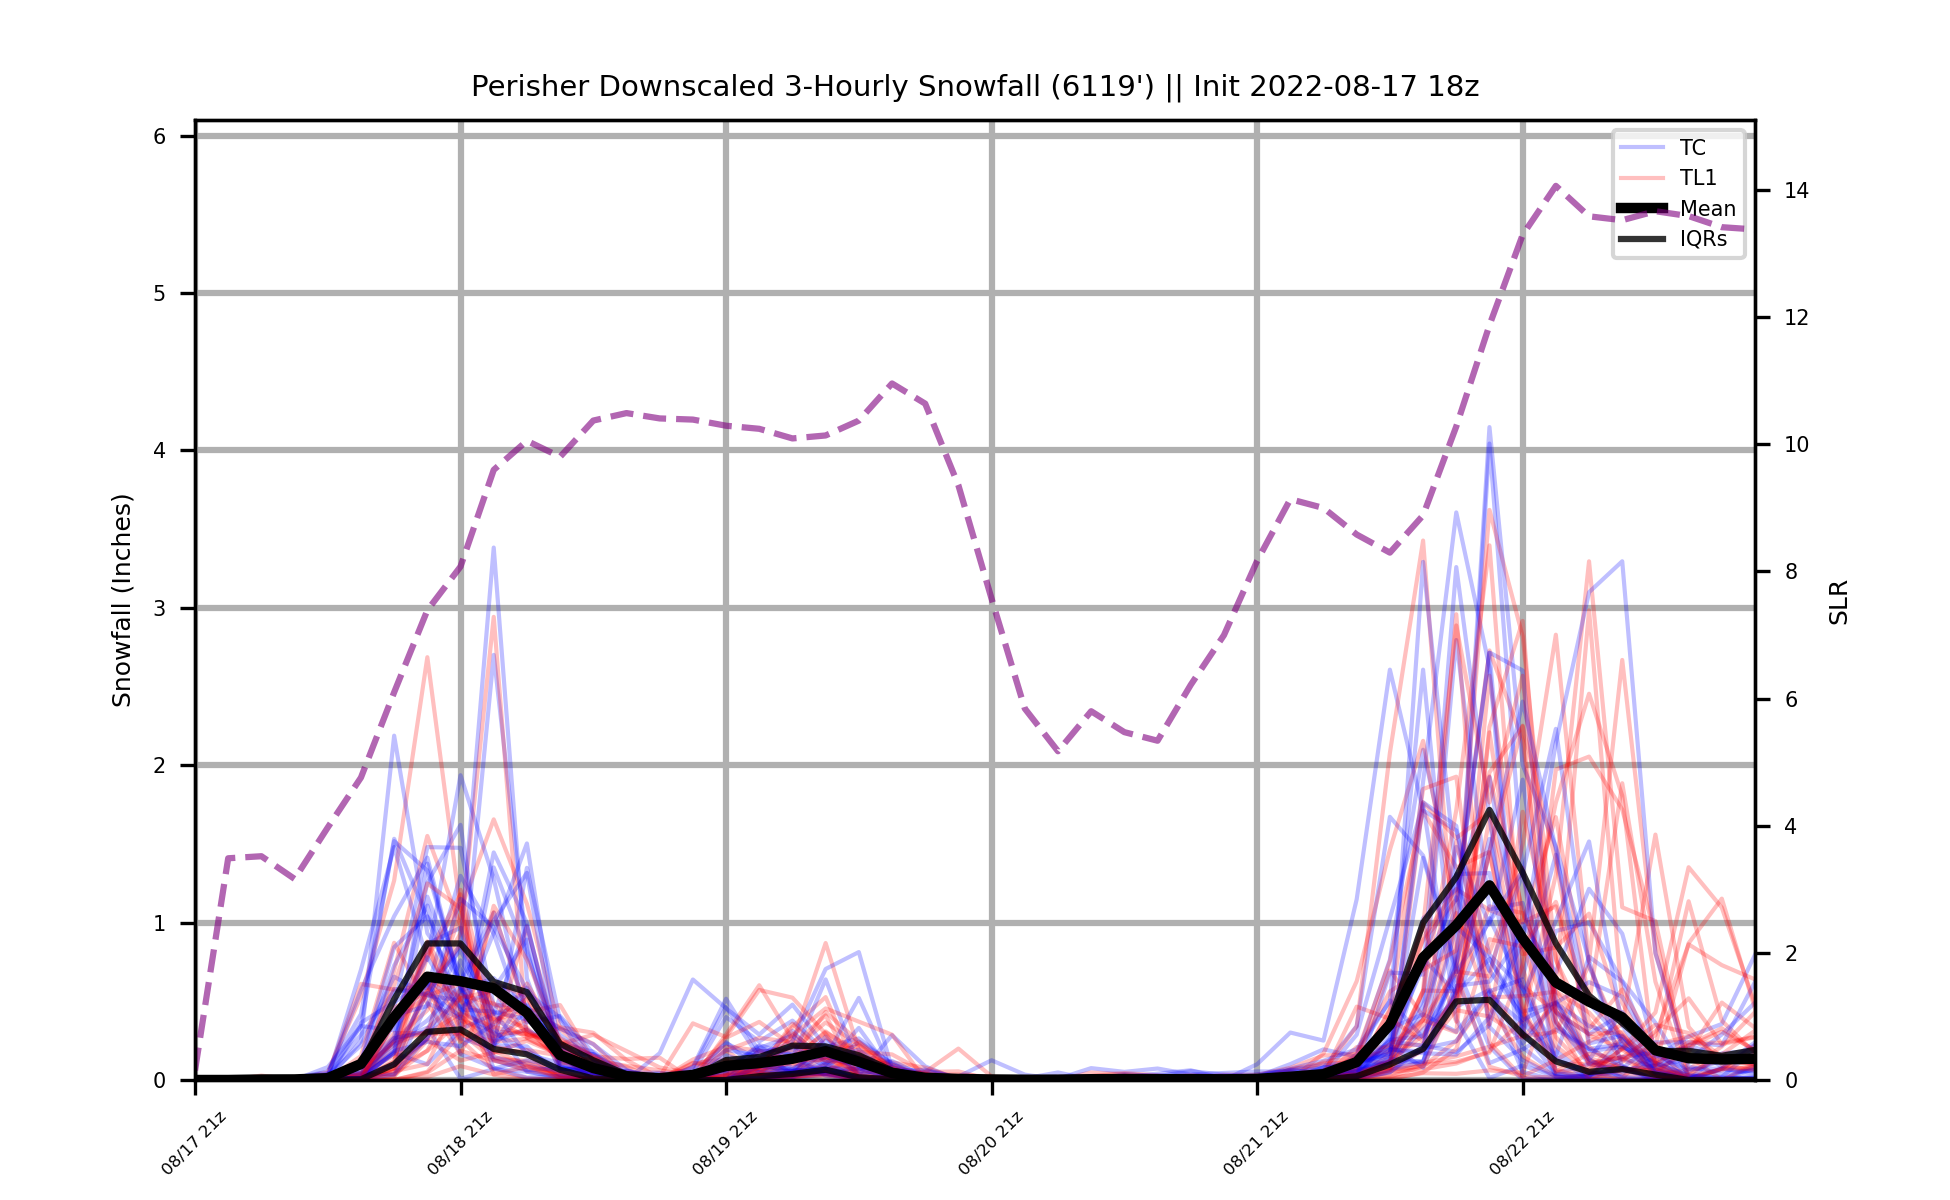 Perisher Downscaled 3-Hourly Snowfall (6119') || Init 2022-08-17 18z
Snowfall (Inches)
6
5
4
3
2
1
0
TC
TL1
Mean
IQRs
14
12
10
8
6
4
2
0
SLR
08/17 21z
08/18 21z
08/19 21z
08/20 21z
08/21 21z
08/22 21z